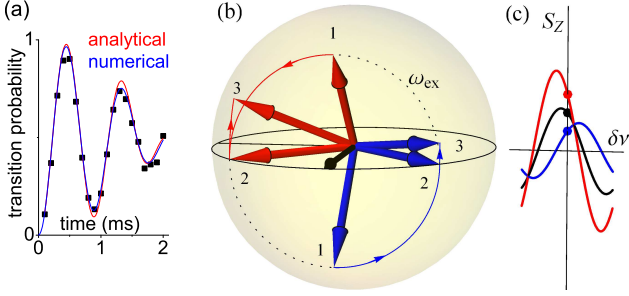 (a)
1
analytical
numerical
transition probability
0
time (ms)
0 1 2
(b)
1
3
ω_ex
3
2
2
1
(c)
S_Z
δν